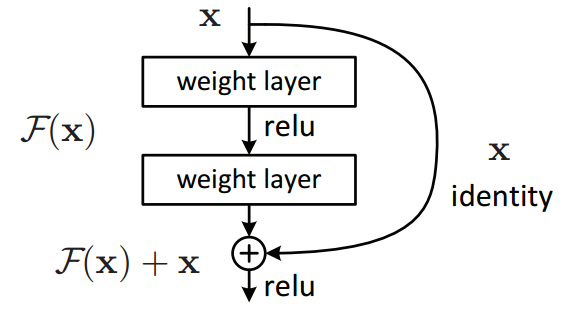 x
weight layer
relu
F(x)
weight layer
x
identity
F(x) + x
relu